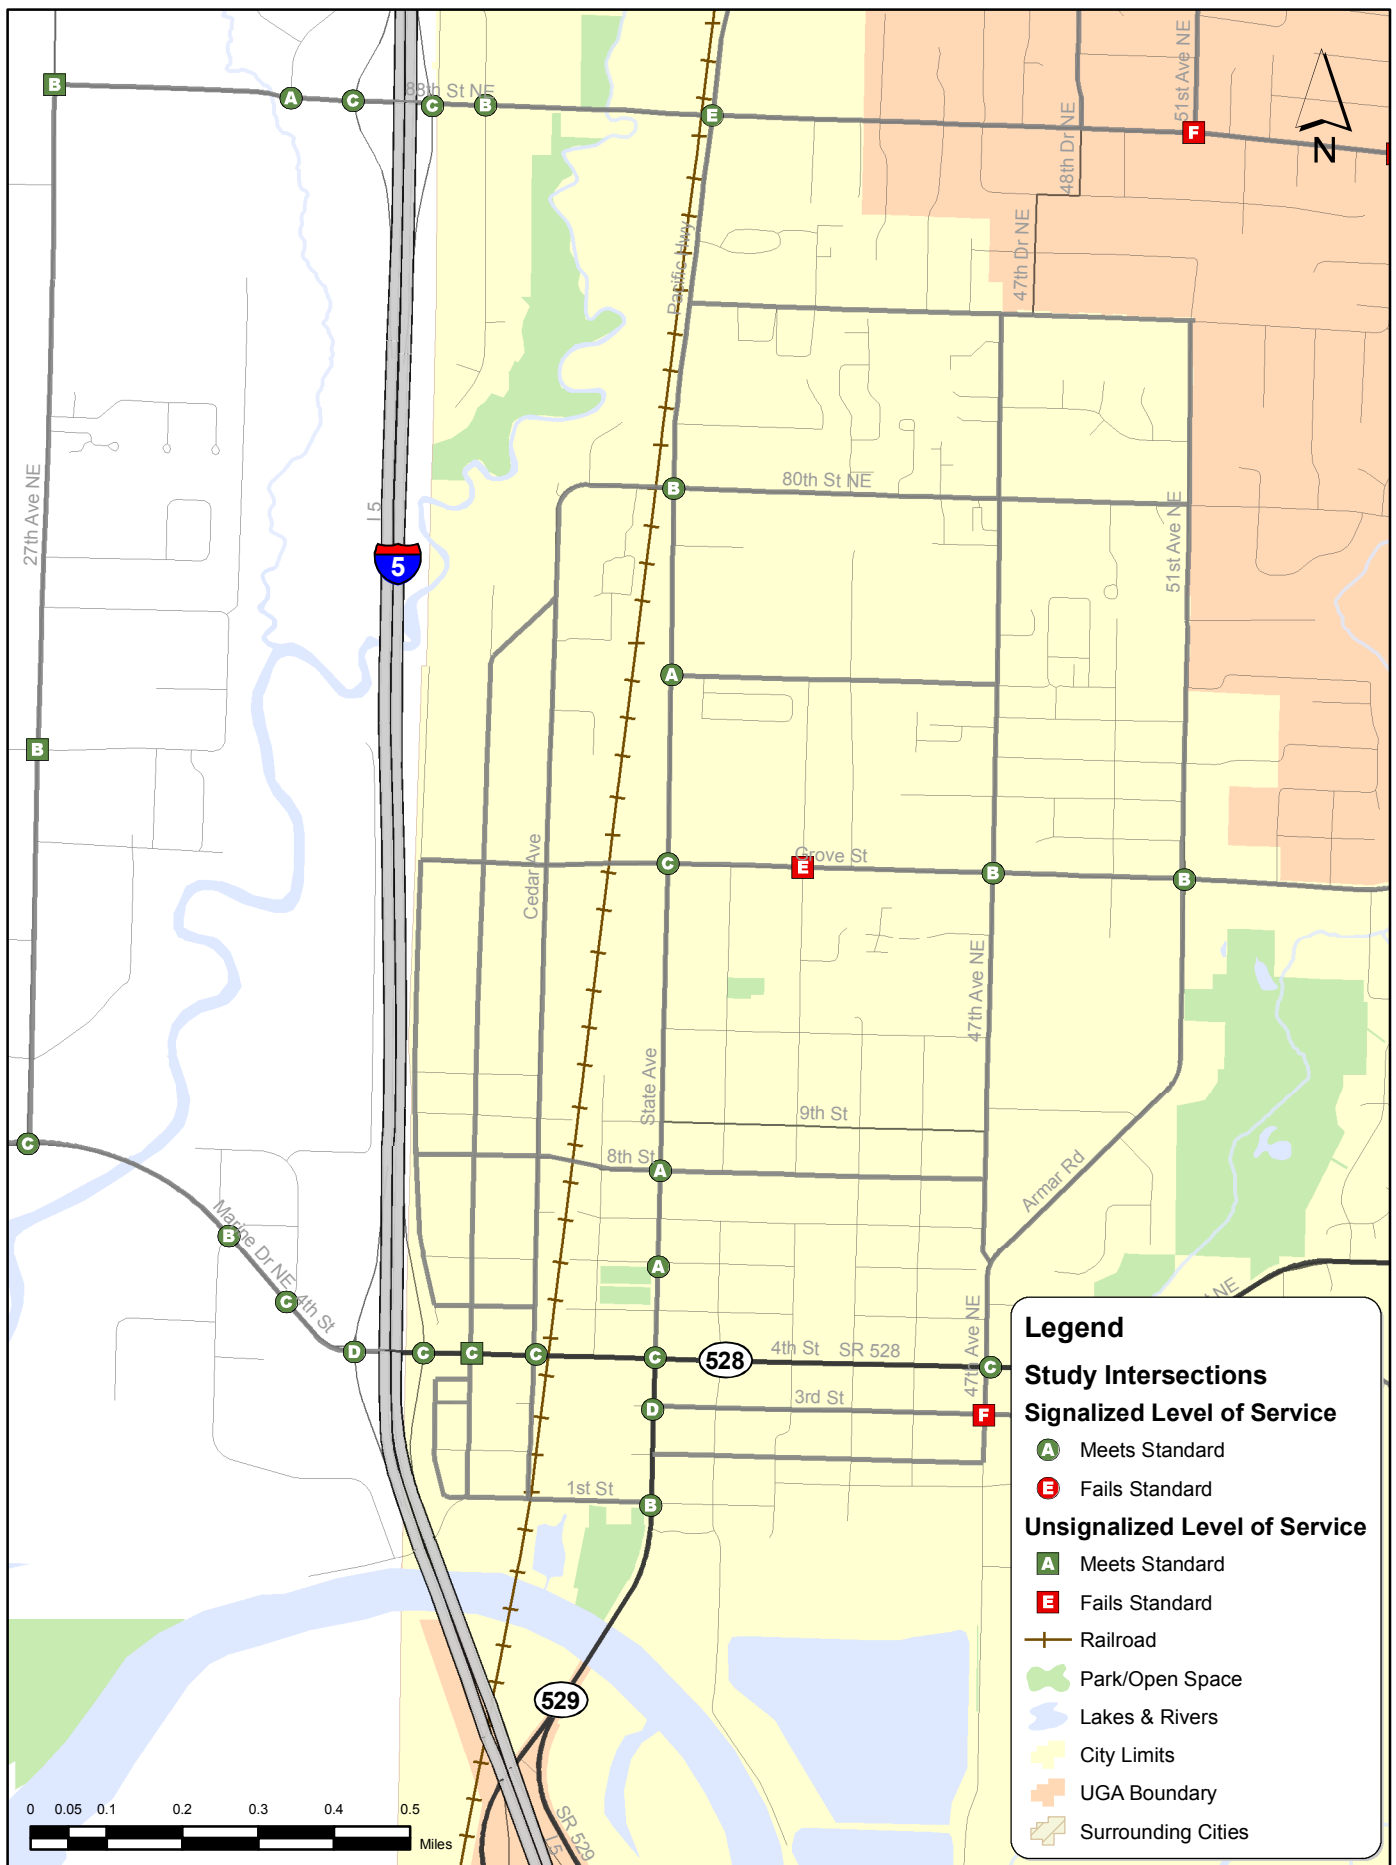 51st Ave NE
B
A
C
88th St NE
C
B
E
48th Dr NE
F
N
47th Dr NE
Pacific Hwy
27th Ave NE
I 5
5
B
80th St NE
51st Ave NE
A
B
Cedar Ave
C
Grove St
E
B
B
47th Ave NE
State Ave
9th St
C
8th St
A
Armar Rd
Marine Dr NE
B
A
C
4th St
D
C
C
C
C
528
4th St
SR 528
C
47th Ave NE
NE
D
3rd St
F
1st St
B
529
SR 529
I 5
Legend
Study Intersections
Signalized Level of Service
A Meets Standard
E Fails Standard
Unsignalized Level of Service
A Meets Standard
E Fails Standard
Railroad
Park/Open Space
Lakes & Rivers
City Limits
UGA Boundary
Surrounding Cities
0 0.05 0.1 0.2 0.3 0.4 0.5
Miles